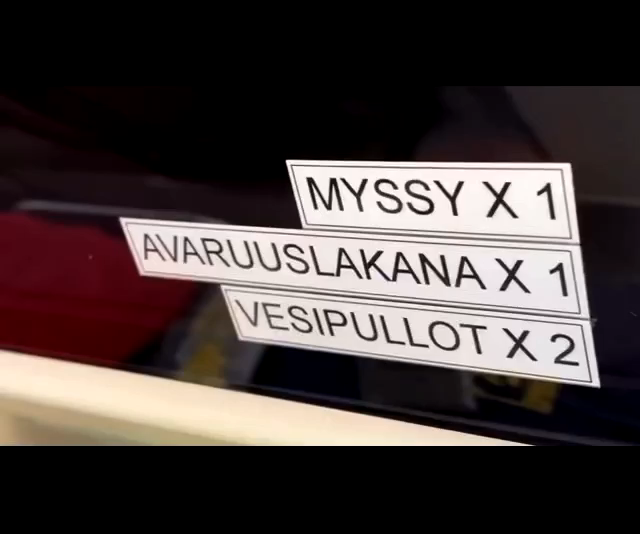 MYSSY X 1
AVARUUSLAKANA X 1
VESIPULLOT X 2